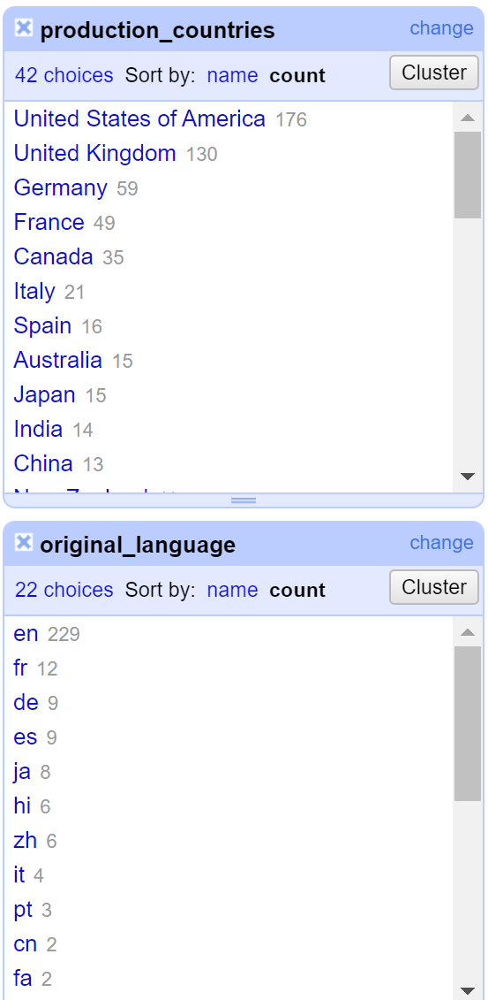 production_countries change
42 choices Sort by: name count Cluster
United States of America 176
United Kingdom 130
Germany 59
France 49
Canada 35
Italy 21
Spain 16
Australia 15
Japan 15
India 14
China 13
original_language change
22 choices Sort by: name count Cluster
en 229
fr 12
de 9
es 9
ja 8
hi 6
zh 6
it 4
pt 3
cn 2
fa 2